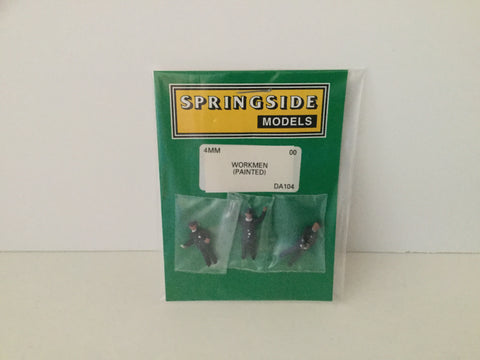 SPRINGSIDE
MODELS
4MM 00
WORKMEN
(PAINTED)
DA104